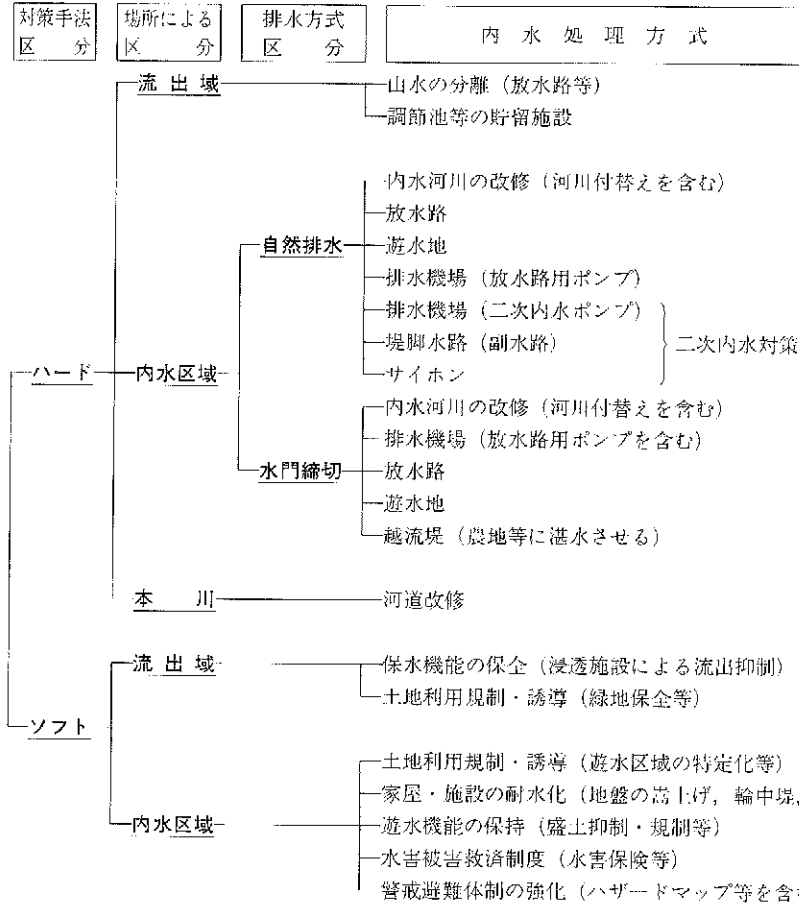 対策手法区分 場所による区分 排水方式区分 内水処理方式
流出域 山水の分離（放水路等）
調節池等の貯留施設
内水河川の改修（河川付替えを含む）
放水路
自然排水 遊水地
排水機場（放水路用ポンプ）
排水機場（二次内水ポンプ）
堤脚水路（副水路） 二次内水対策
ハード 内水区域 サイホン
内水河川の改修（河川付替えを含む）
排水機場（放水路用ポンプを含む）
水門締切 放水路
遊水地
越流堤（農地等に湛水させる）
本川 河道改修
流出域 保水機能の保全（浸透施設による流出抑制）
土地利用規制・誘導（緑地保全等）
ソフト
土地利用規制・誘導（遊水区域の特定化等）
家屋・施設の耐水化（地盤の嵩上げ，輪中堤，
内水区域 遊水機能の保持（盛土抑制・規制等）
水害被害救済制度（水害保険等）
警戒避難体制の強化（ハザードマップ等を含